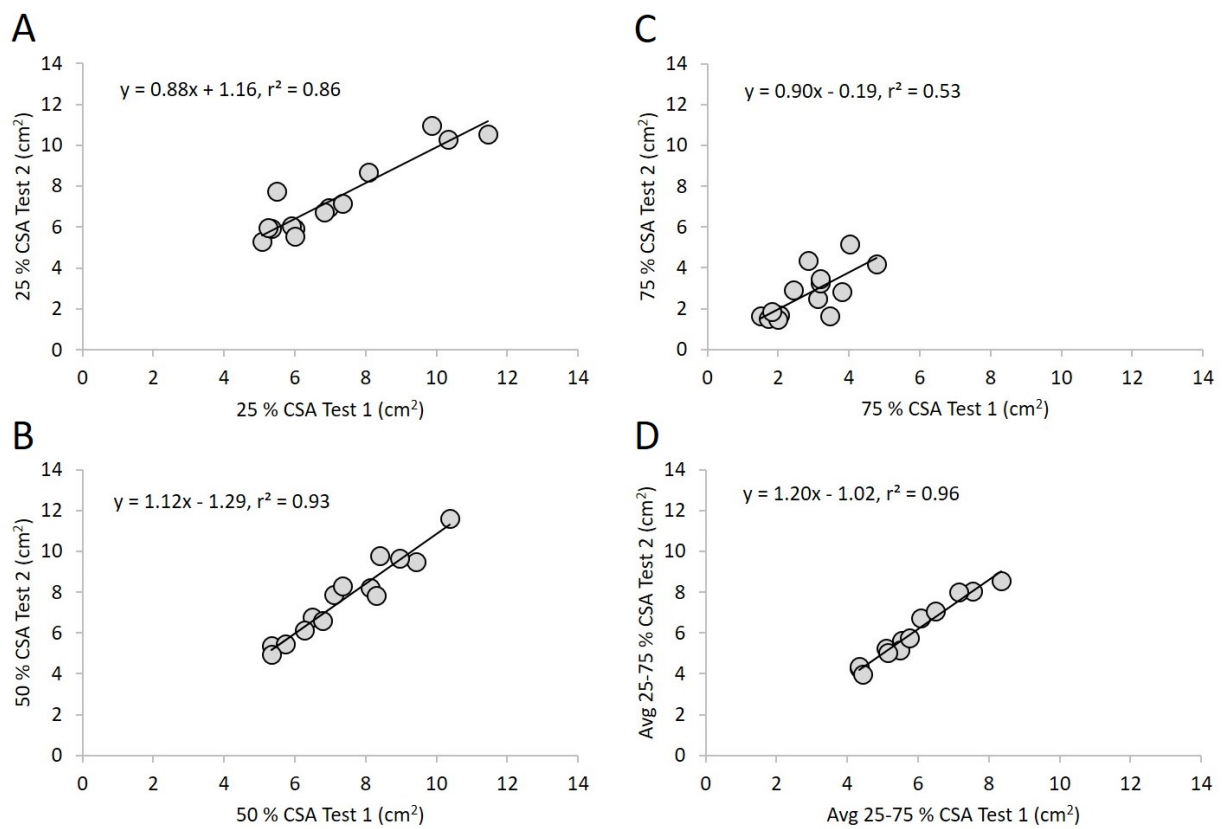 A
y = 0.88x + 1.16, r² = 0.86
25 % CSA Test 2 (cm²)
14
12
10
8
6
4
2
0
0 2 4 6 8 10 12 14
25 % CSA Test 1 (cm²)
B
y = 1.12x - 1.29, r² = 0.93
50 % CSA Test 2 (cm²)
14
12
10
8
6
4
2
0
0 2 4 6 8 10 12 14
50 % CSA Test 1 (cm²)
C
y = 0.90x - 0.19, r² = 0.53
75 % CSA Test 2 (cm²)
14
12
10
8
6
4
2
0
0 2 4 6 8 10 12 14
75 % CSA Test 1 (cm²)
D
y = 1.20x - 1.02, r² = 0.96
Avg 25-75 % CSA Test 2 (cm²)
14
12
10
8
6
4
2
0
0 2 4 6 8 10 12 14
Avg 25-75 % CSA Test 1 (cm²)